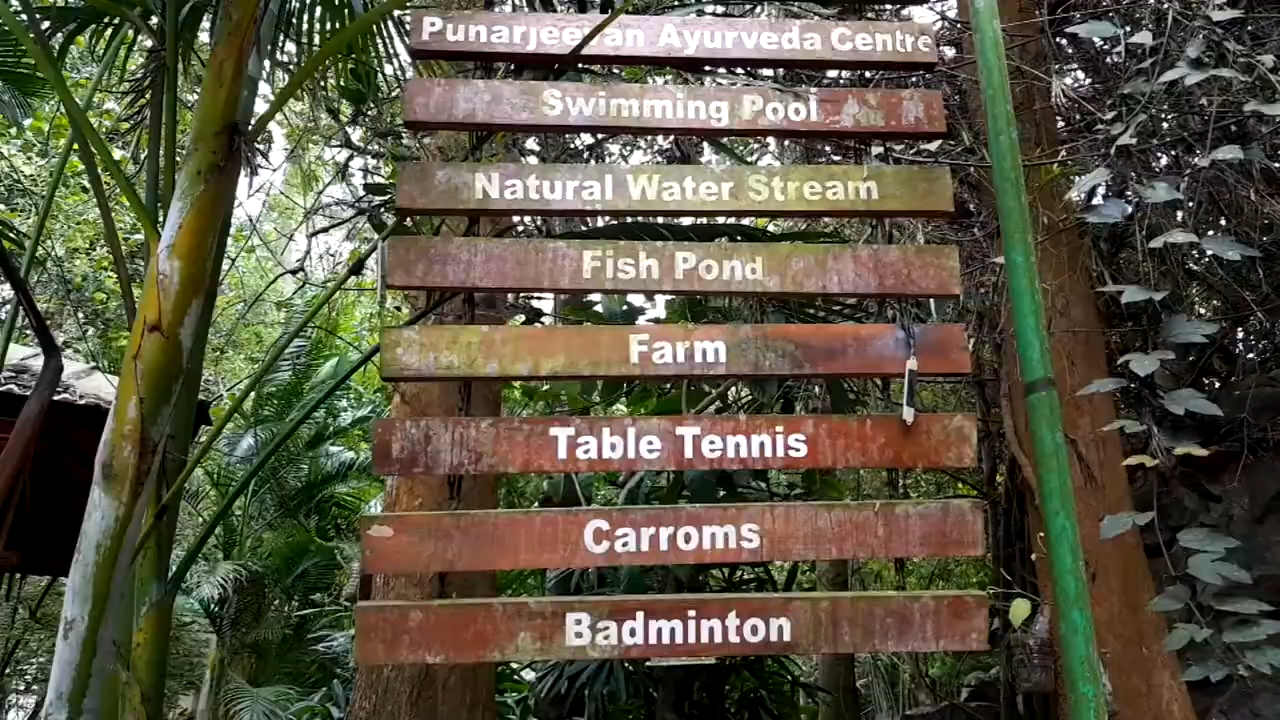 Punarjeevan Ayurveda Centre
Swimming Pool
Natural Water Stream
Fish Pond
Farm
Table Tennis
Carroms
Badminton